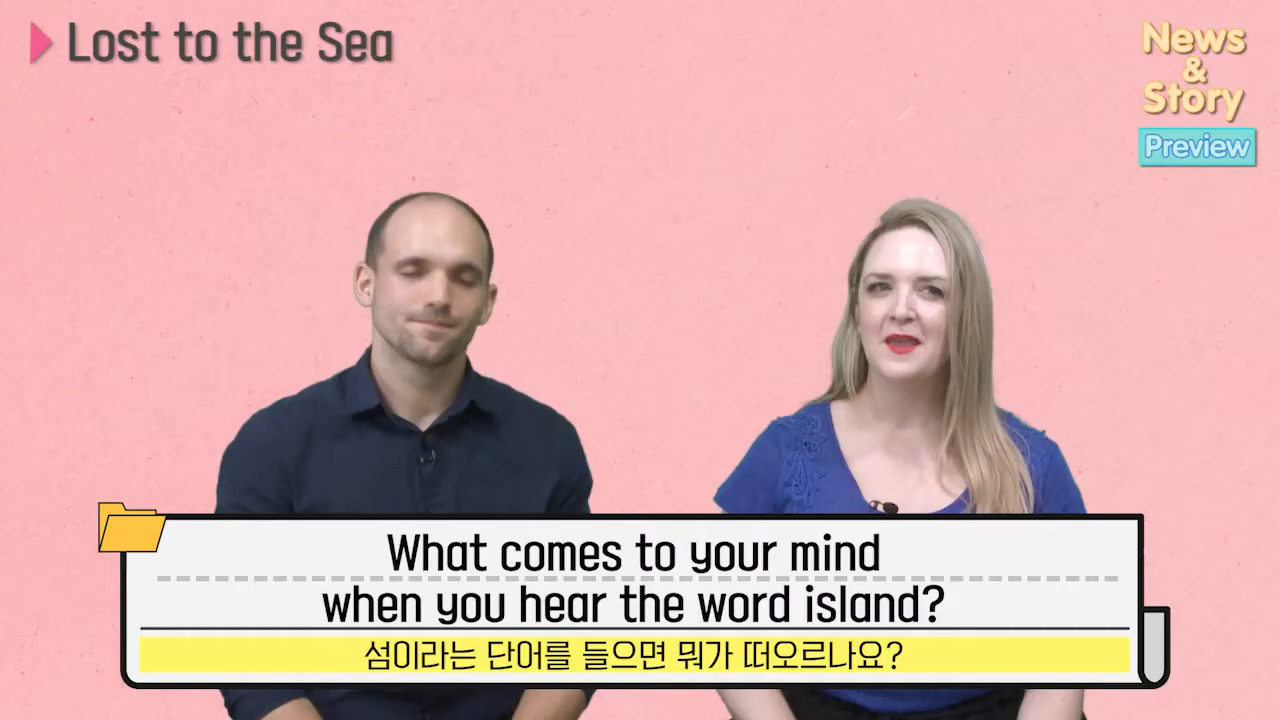 Lost to the Sea
News
&
Story
Preview
What comes to your mind
when you hear the word island?
섬이라는 단어를 들으면 뭐가 떠오르나요?